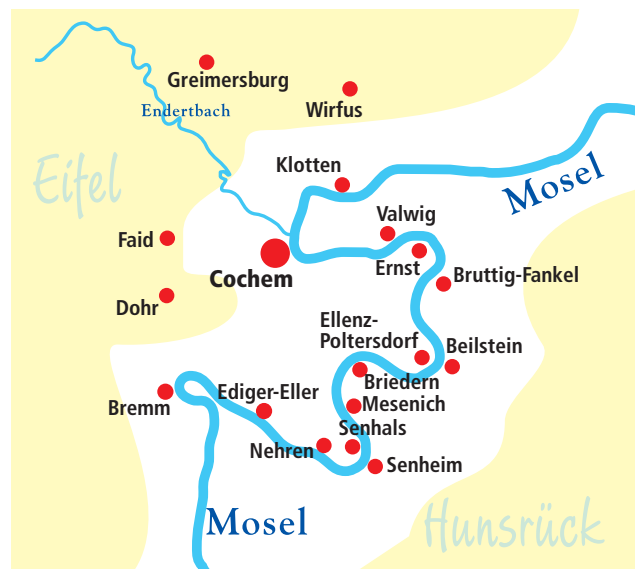 Greimersburg
Endertbach
Wirfus
Klotten
Mosel
Eifel
Valwig
Faid
Ernst
Cochem
Bruttig-Fankel
Dohr
Ellenz-
Poltersdorf
Beilstein
Briedern
Ediger-Eller
Bremm
Mesenich
Senhals
Nehren
Senheim
Mosel
Hunsrück